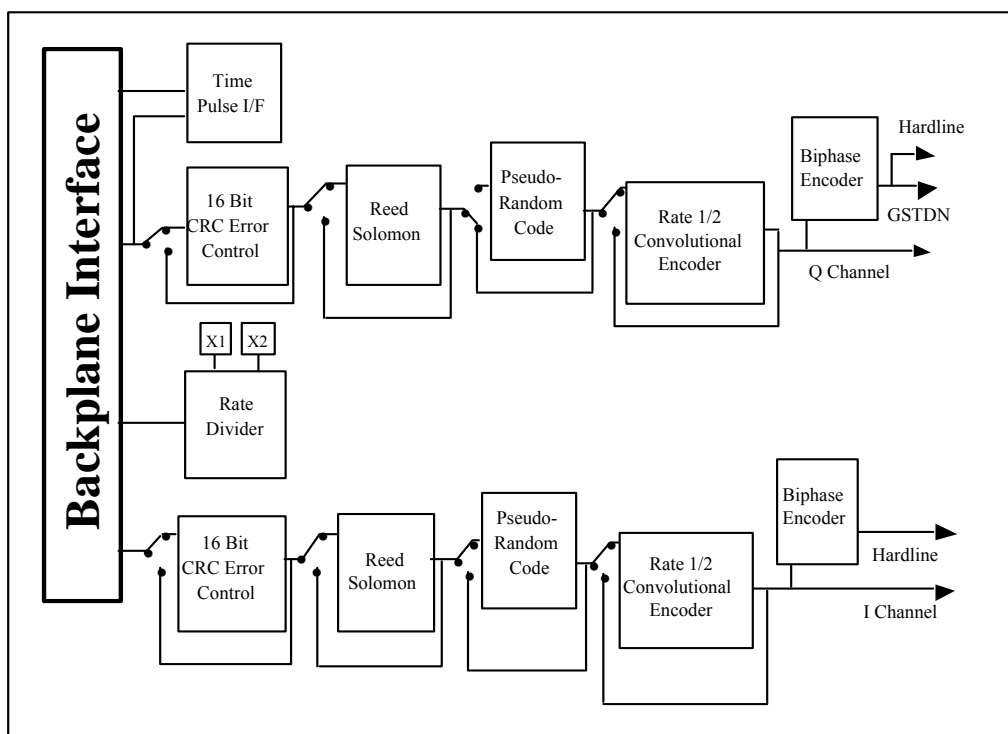 Backplane Interface
Time
Pulse I/F
16 Bit
CRC Error
Control
Reed
Solomon
Pseudo-
Random
Code
Rate 1/2
Convolutional
Encoder
Biphase
Encoder
Hardline
GSTDN
Q Channel
X1
X2
Rate
Divider
16 Bit
CRC Error
Control
Reed
Solomon
Pseudo-
Random
Code
Rate 1/2
Convolutional
Encoder
Biphase
Encoder
Hardline
I Channel